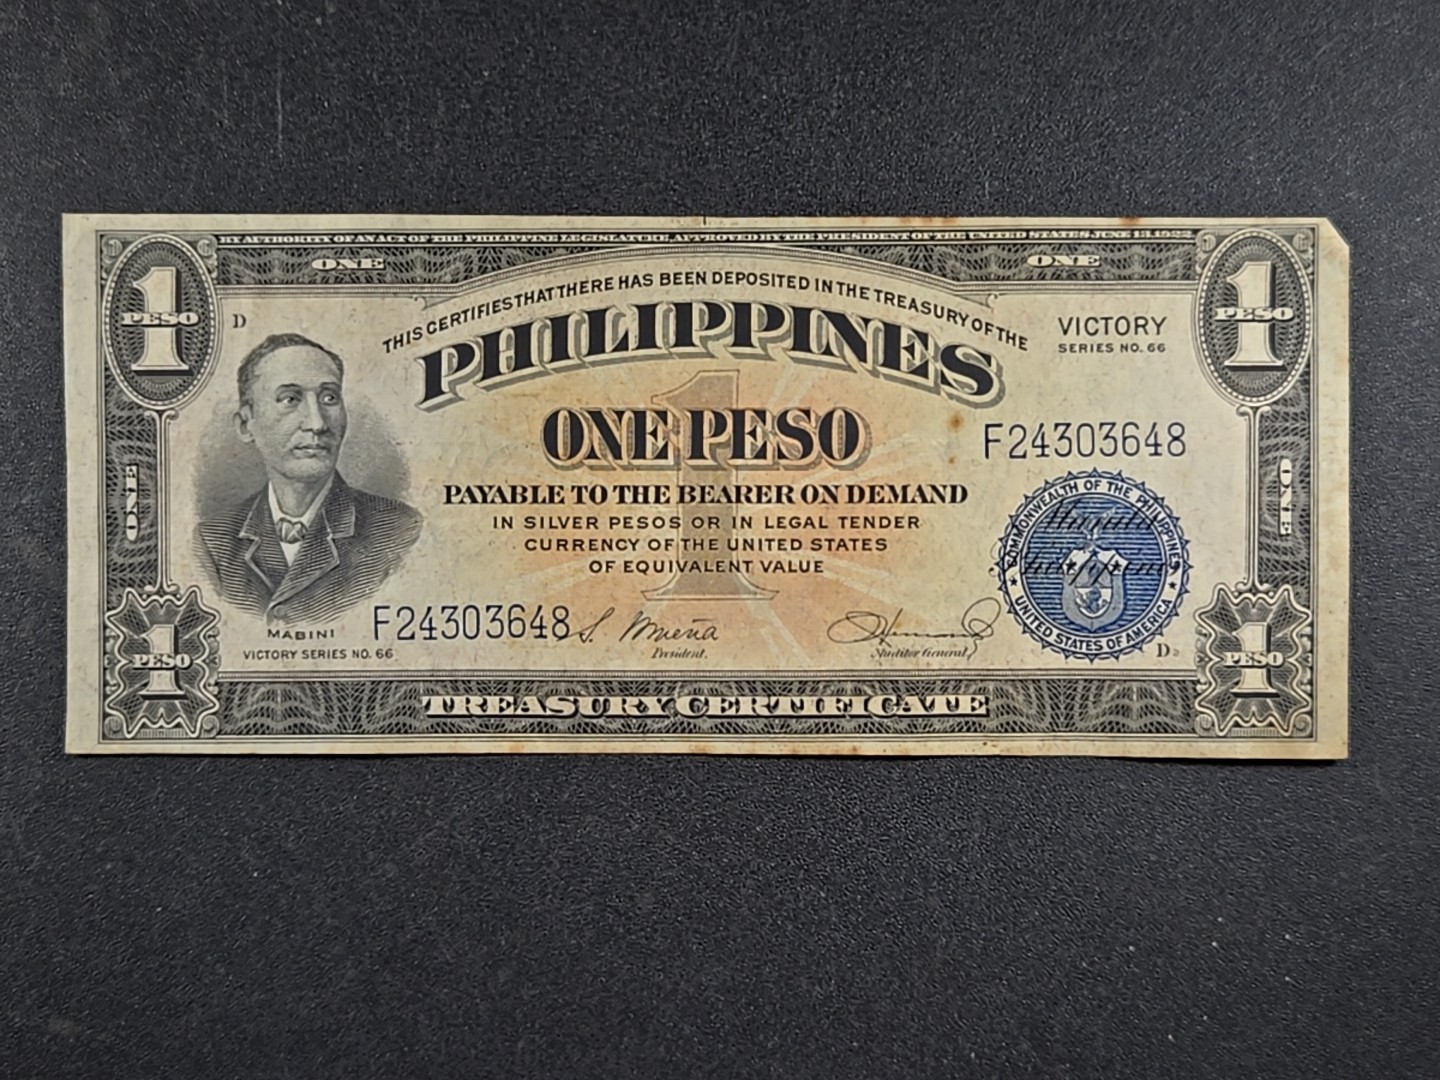 BY AUTHORITY OF AN ACT OF THE PHILIPPINE LEGISLATURE, APPROVED BY THE PRESIDENT OF THE UNITED STATES, JUNE 13, 1922
ONE ONE
1 PESO
1 PESO
D
THIS CERTIFIES THAT THERE HAS BEEN DEPOSITED IN THE TREASURY OF THE
PHILIPPINES
VICTORY
SERIES NO. 66
1
ONE PESO
F24303648
PAYABLE TO THE BEARER ON DEMAND
IN SILVER PESOS OR IN LEGAL TENDER
CURRENCY OF THE UNITED STATES
OF EQUIVALENT VALUE
ONE
ONE
COMMONWEALTH OF THE PHILIPPINES
UNITED STATES OF AMERICA
MABINI
VICTORY SERIES NO. 66
F24303648
S. Osmeña
President.
Auditor General,
D
1 PESO
1 PESO
TREASURY CERTIFICATE